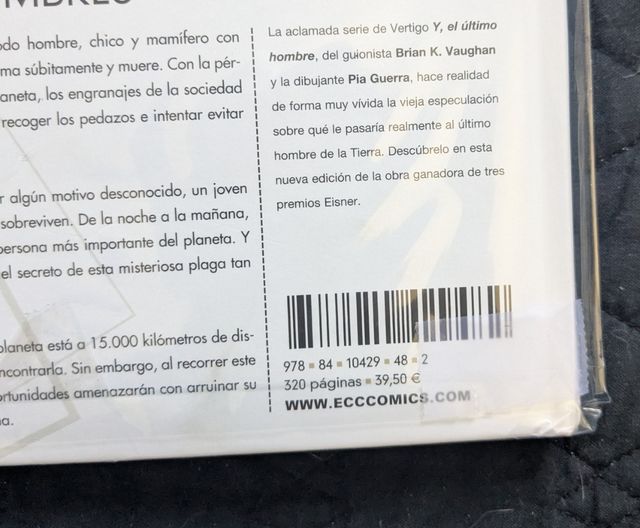 MBRES
odo hombre, chico y mamífero con
ma súbitamente y muere. Con la pér-
aneta, los engranajes de la sociedad
recoger los pedazos e intentar evitar
r algún motivo desconocido, un joven
sobreviven. De la noche a la mañana,
persona más importante del planeta. Y
el secreto de esta misteriosa plaga tan
planeta está a 15.000 kilómetros de dis-
ncontrarla. Sin embargo, al recorrer este
ortunidades amenazarán con arruinar su
a.
La aclamada serie de Vertigo Y, el último
hombre, del guionista Brian K. Vaughan
y la dibujante Pia Guerra, hace realidad
de forma muy vívida la vieja especulación
sobre qué le pasaría realmente al último
hombre de la Tierra. Descúbrelo en esta
nueva edición de la obra ganadora de tres
premios Eisner.
978 ▪ 84 ▪ 10429 ▪ 48 ▪ 2
320 páginas ▪ 39,50 €
WWW.ECCCOMICS.COM